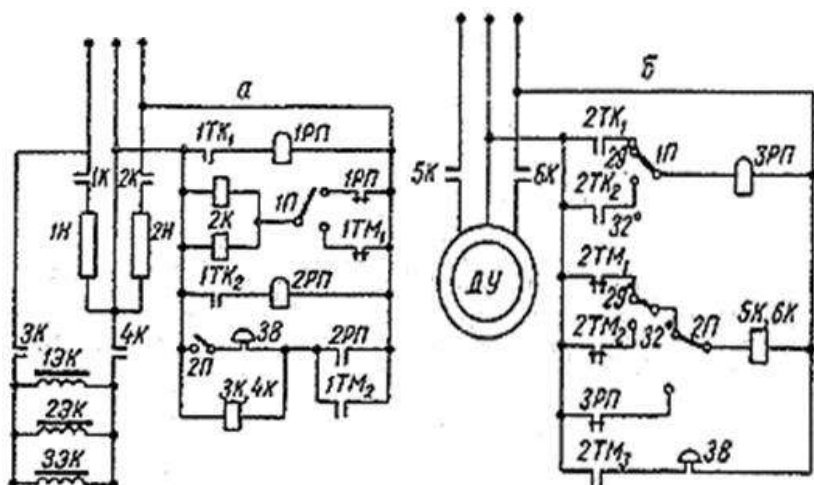 а
1ТК₁ 1РП
1К 2К
1П 1РП
2К
1Н 2Н
1ТМ₁
1ТК₂ 2РП
3К 4К
ЗВ 2РП
2П
1ЭК
3К,4К 1ТМ₂
2ЭК
3ЭК
б
2ТК₁
29 1П 3РП
5К 6К
2ТК₂
32°
ДУ
2ТМ₁
29
2ТМ₂ 32° 2П 5К,6К
3РП
2ТМ₃ ЗВ